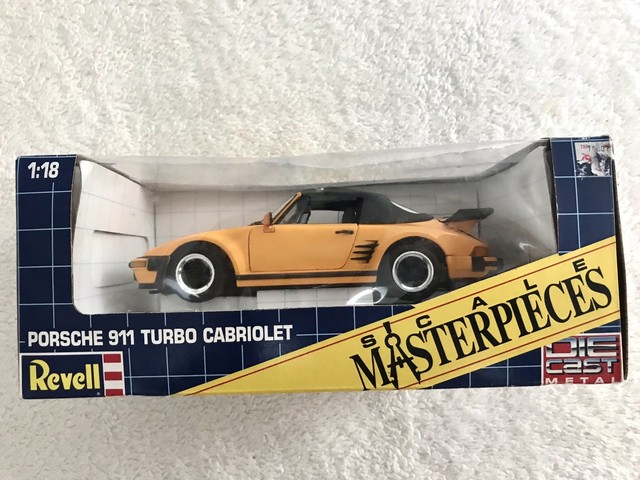 1:18
PORSCHE 911 TURBO CABRIOLET
Revell
SCALE
MASTERPIECES
DIE
CAST
METAL